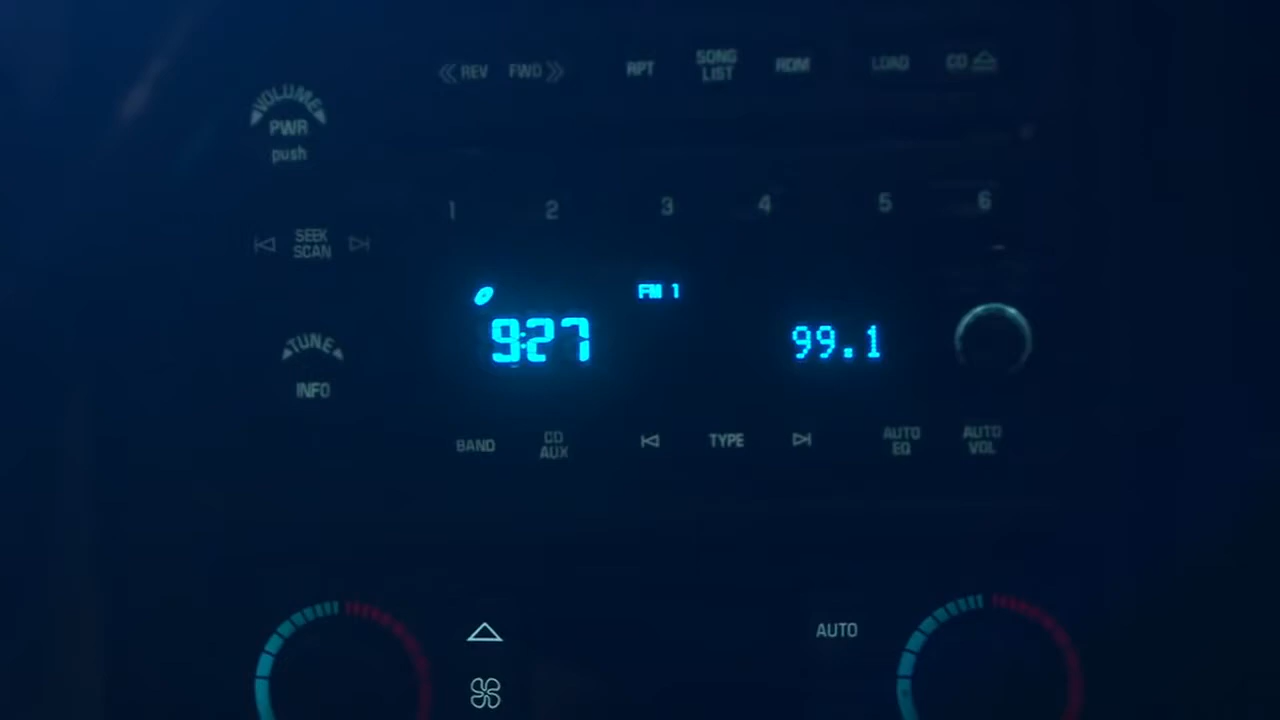 REV FWD RPT SONG LIST RDM LOAD CD
VOLUME
PWR
push
1 2 3 4 5 6
SEEK
SCAN
FM 1
9:27 99.1
TUNE
INFO
BAND CD AUX TYPE AUTO EQ AUTO VOL
AUTO